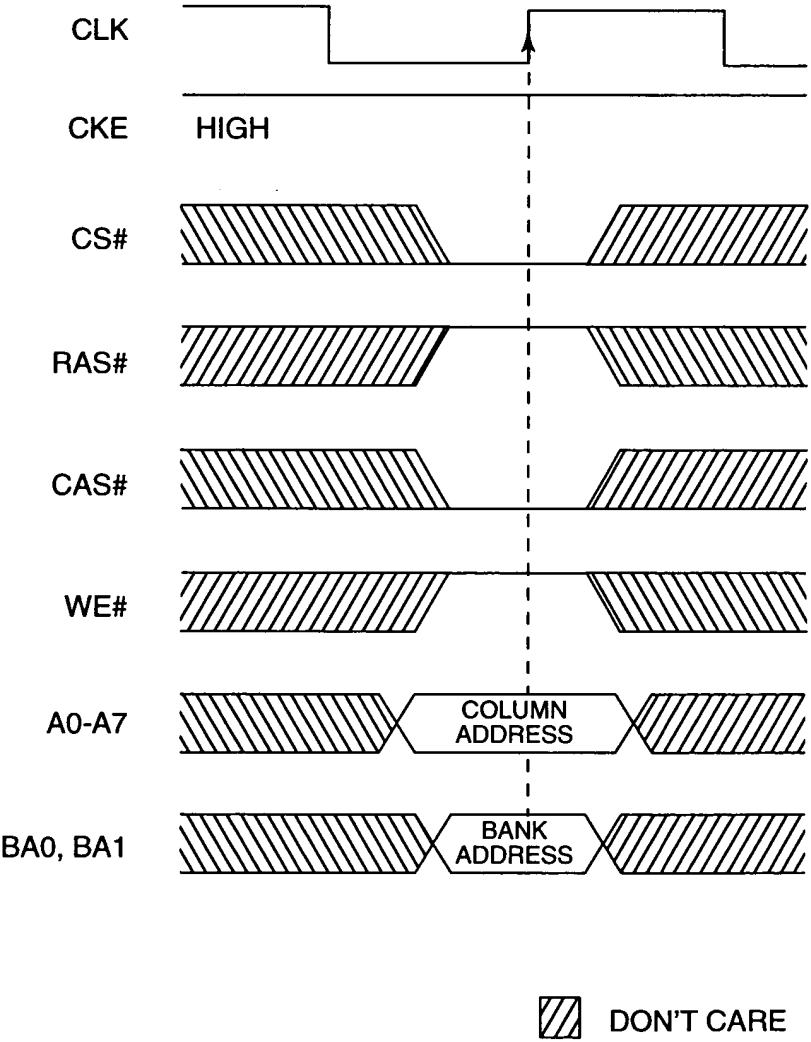 CLK
CKE HIGH
CS#
RAS#
CAS#
WE#
A0-A7 COLUMN
ADDRESS
BA0, BA1 BANK
ADDRESS
DON'T CARE